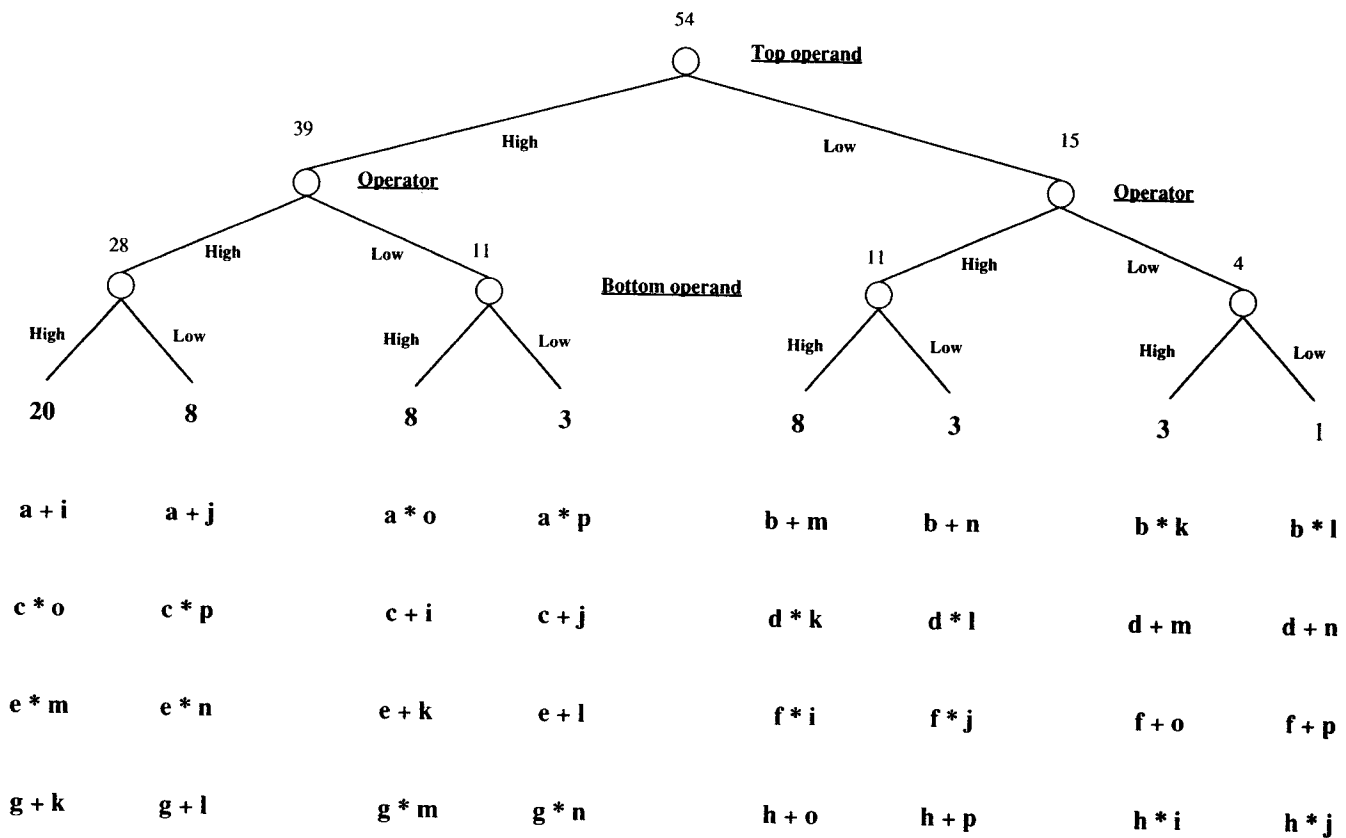 54
Top operand
39
High
Low
15
Operator
Operator
28
High
Low
11
11
High
Low
4
Bottom operand
High
Low
High
Low
High
Low
High
Low
20 8 8 3 8 3 3 1
a + i a + j a * o a * p b + m b + n b * k b * l
c * o c * p c + i c + j d * k d * l d + m d + n
e * m e * n e + k e + l f * i f * j f + o f + p
g + k g + l g * m g * n h + o h + p h * i h * j